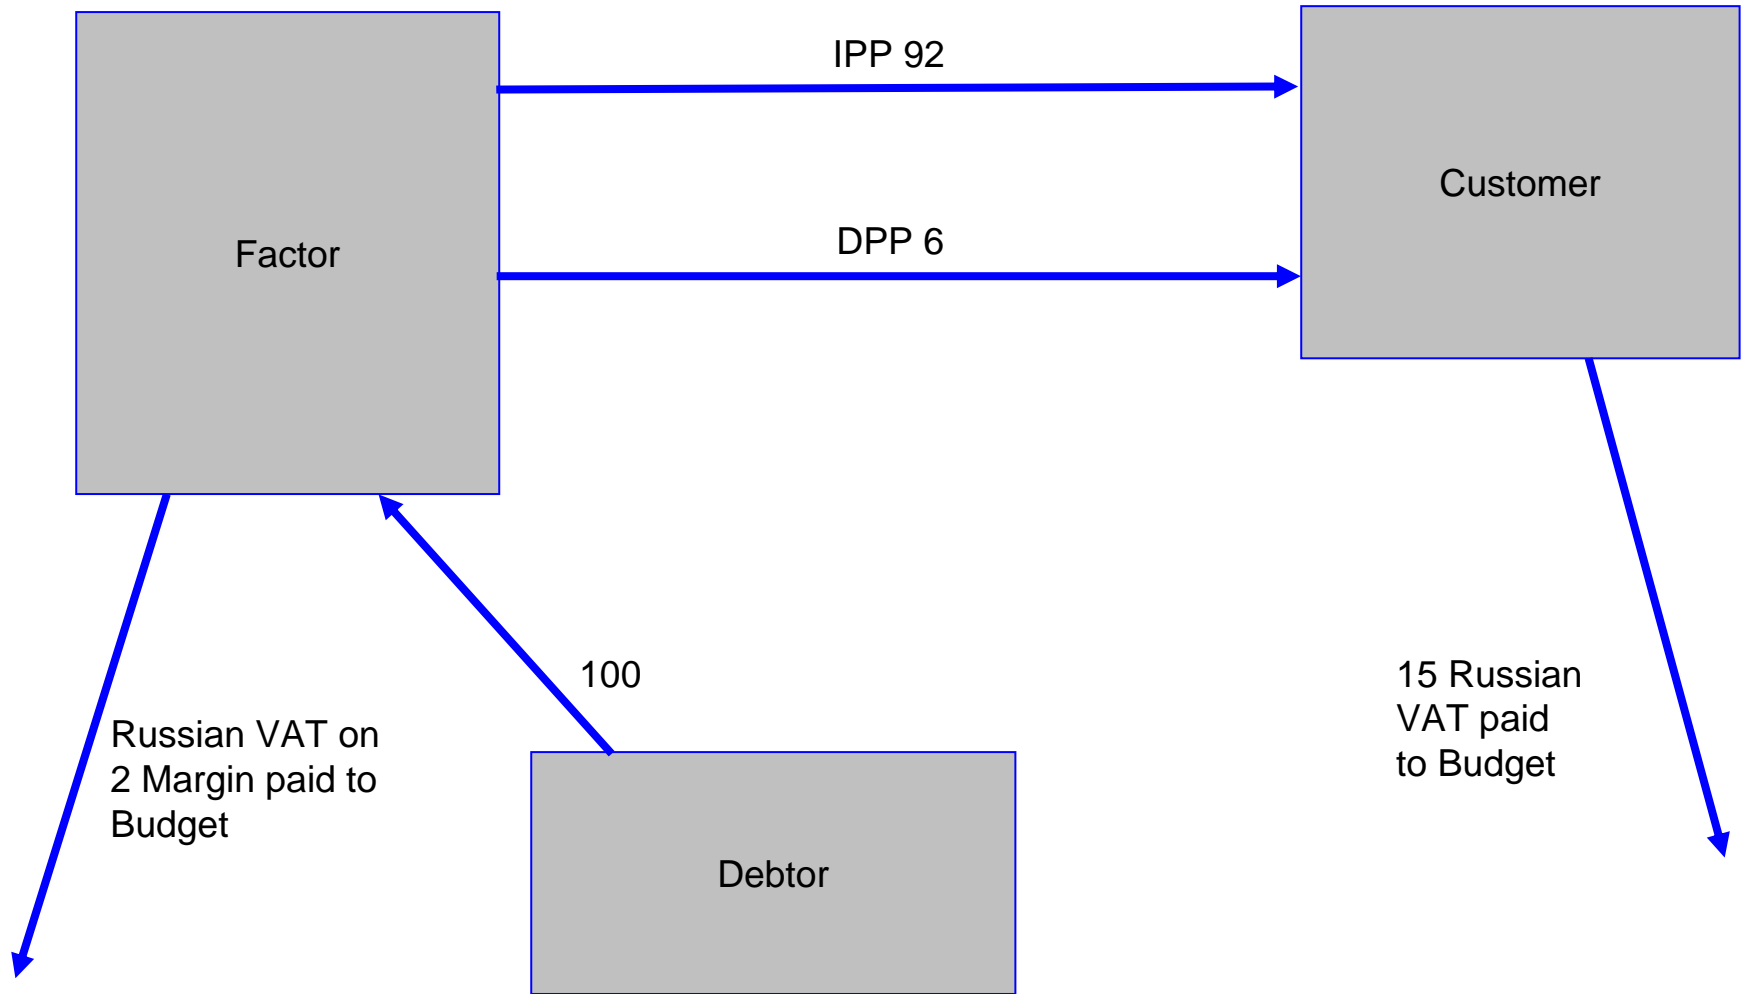 IPP 92
Customer
Factor
DPP 6
100
15 Russian
VAT paid
to Budget
Russian VAT on
2 Margin paid to
Budget
Debtor